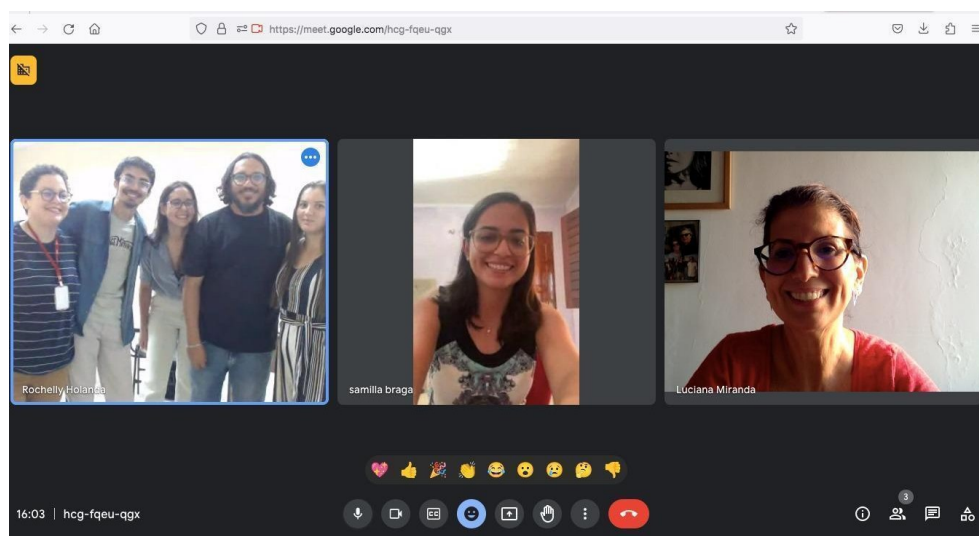 https://meet.google.com/hcg-fqeu-qgx
Rochelly Holanda
samilla braga
Luciana Miranda
CC
3
16:03 | hcg-fqeu-qgx